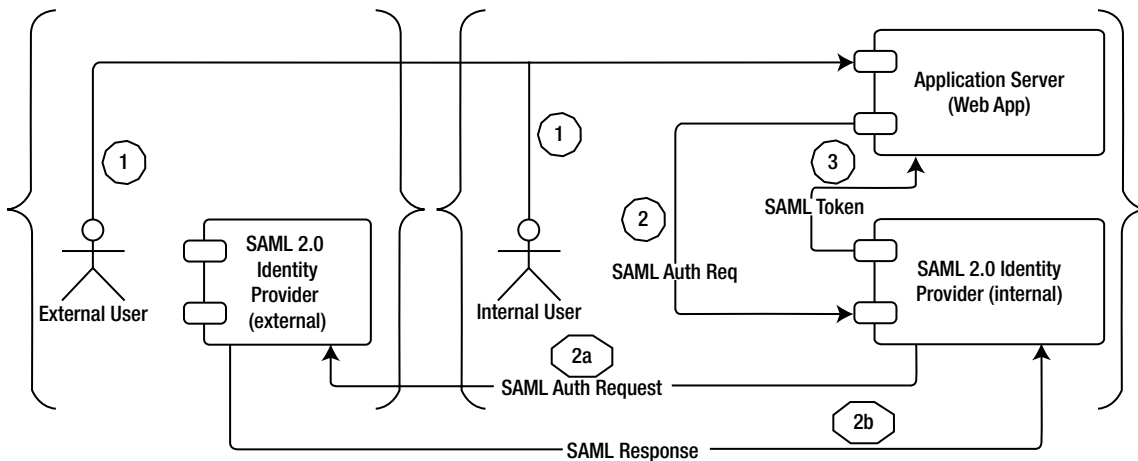 Application Server
(Web App)
1
1
3
SAML Token
2
SAML Auth Req
SAML 2.0
Identity
Provider
(external)
External User
Internal User
SAML 2.0 Identity
Provider (internal)
2a
SAML Auth Request
2b
SAML Response